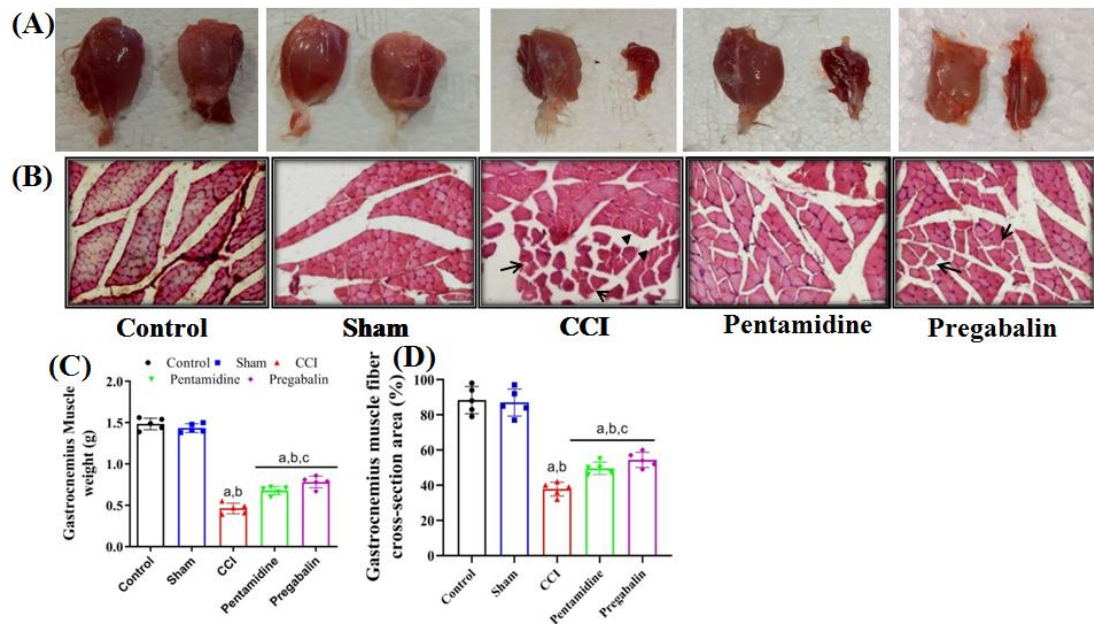 (A)
(B)
Control Sham CCI Pentamidine Pregabalin
(C)
Control Sham CCI
Pentamidine Pregabalin
Gastrocnemius Muscle
weight (g)
2.0
1.5
1.0
0.5
0.0
a,b
a,b,c
Control
Sham
CCI
Pentamidine
Pregabalin
(D)
Gastrocnemius muscle fiber
cross-section area (%)
100
80
60
40
20
0
a,b
a,b,c
Control
Sham
CCI
Pentamidine
Pregabalin